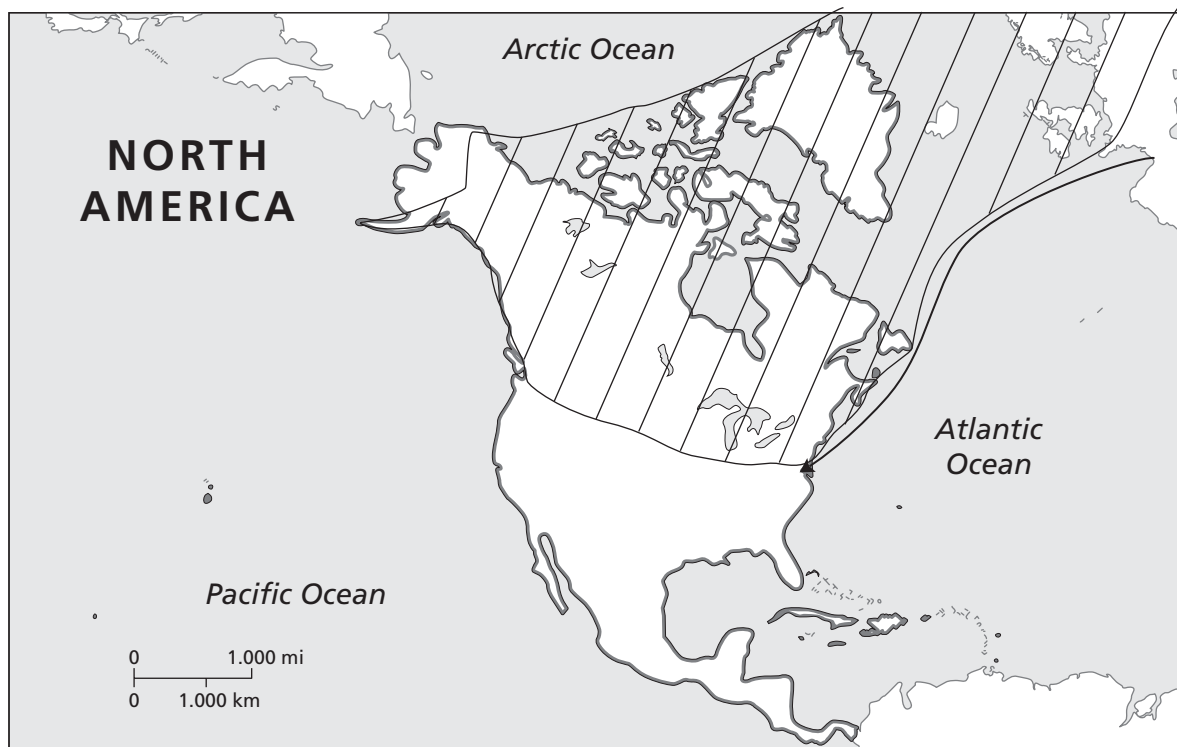 Arctic Ocean
NORTH
AMERICA
Atlantic
Ocean
Pacific Ocean
0 1.000 mi
0 1.000 km